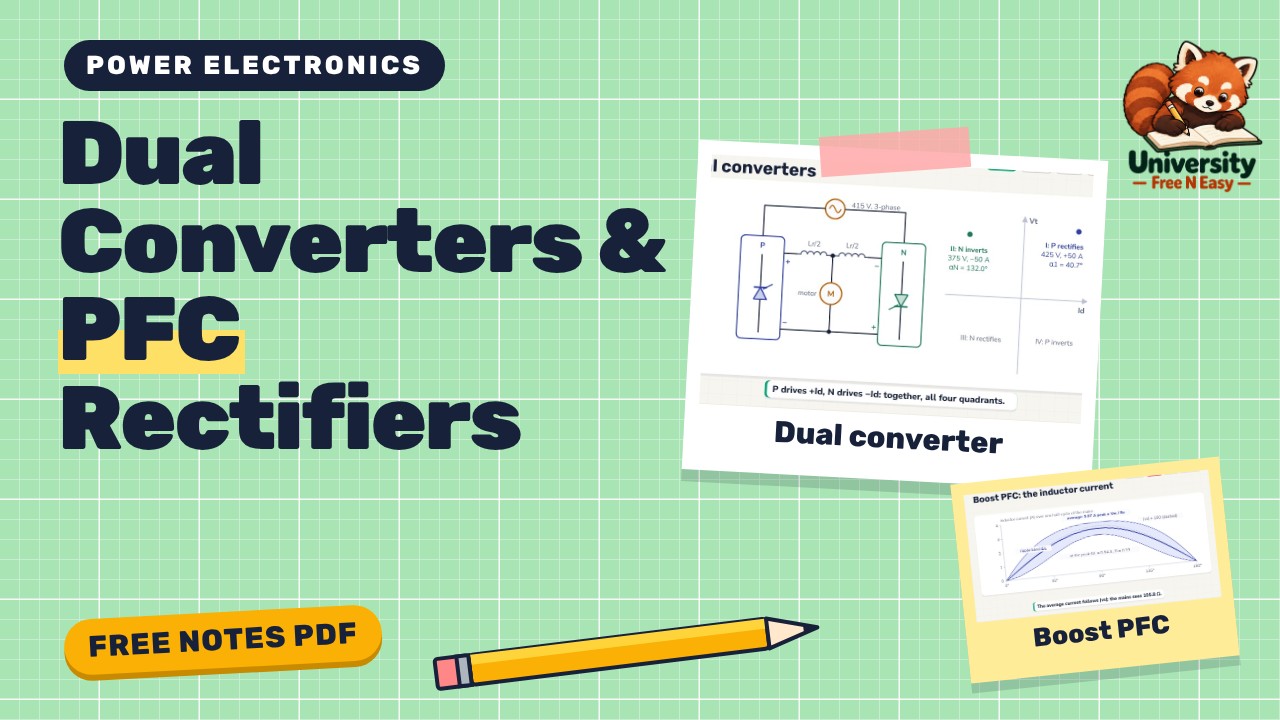 POWER ELECTRONICS
Dual
Converters &
PFC
Rectifiers
FREE NOTES PDF
University
Free N Easy
l converters
415 V, 3-phase
P
Lr/2
Lr/2
N
+
−
motor
M
−
+
Vt
II: N inverts
375 V, −50 A
αN = 132.0°
I: P rectifies
425 V, +50 A
α1 = 40.7°
Id
III: N rectifies
IV: P inverts
P drives +Id, N drives −Id: together, all four quadrants.
Dual converter
Boost PFC: the inductor current
The average current follows |vs|; the mains sees 105.8 Ω.
Boost PFC